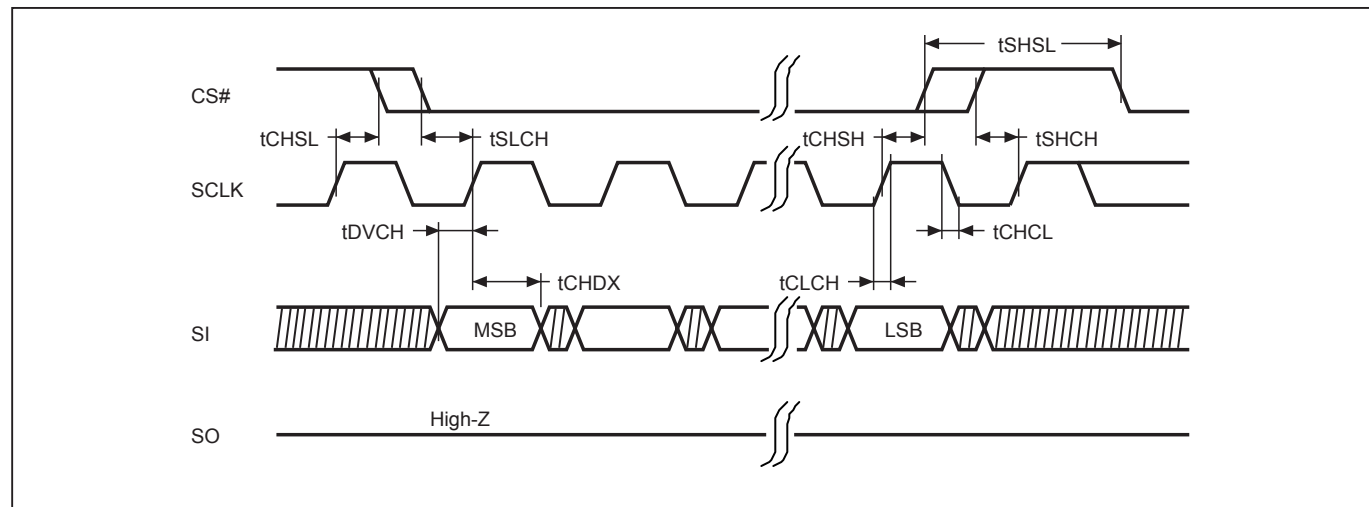 tSHSL
CS#
tCHSL
tSLCH
tCHSH
tSHCH
SCLK
tDVCH
tCHCL
tCHDX
tCLCH
SI
MSB
LSB
High-Z
SO